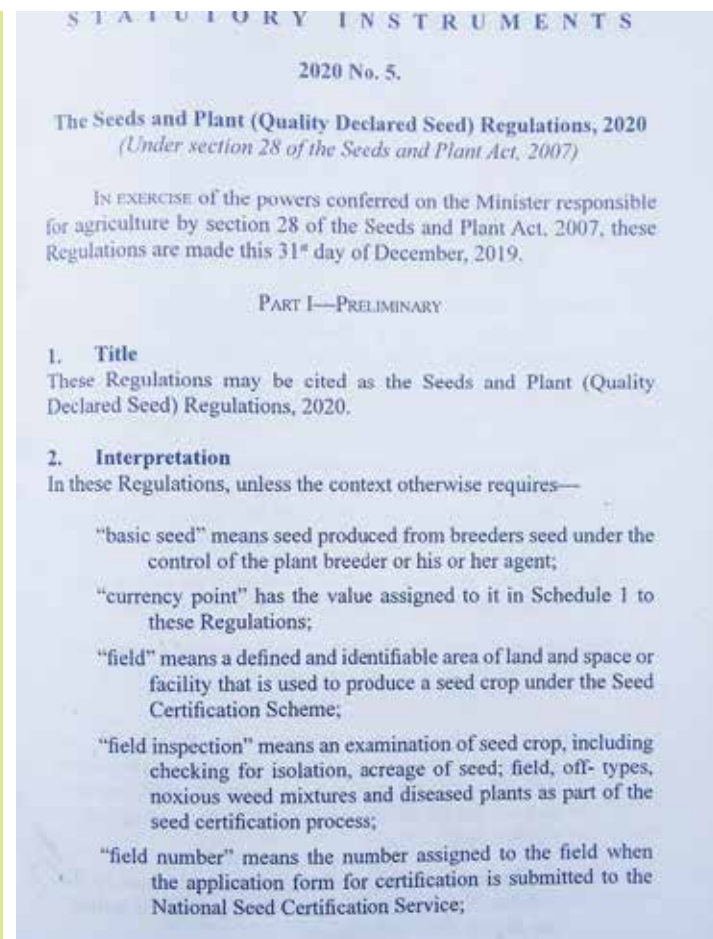 STATUTORY INSTRUMENTS
2020 No. 5.
The Seeds and Plant (Quality Declared Seed) Regulations, 2020
(Under section 28 of the Seeds and Plant Act, 2007)
IN EXERCISE of the powers conferred on the Minister responsible
for agriculture by section 28 of the Seeds and Plant Act, 2007, these
Regulations are made this 31st day of December, 2019.
PART I—PRELIMINARY
1. Title
These Regulations may be cited as the Seeds and Plant (Quality
Declared Seed) Regulations, 2020.
2. Interpretation
In these Regulations, unless the context otherwise requires—
“basic seed” means seed produced from breeders seed under the
control of the plant breeder or his or her agent;
“currency point” has the value assigned to it in Schedule 1 to
these Regulations;
“field” means a defined and identifiable area of land and space or
facility that is used to produce a seed crop under the Seed
Certification Scheme;
“field inspection” means an examination of seed crop, including
checking for isolation, acreage of seed; field, off- types,
noxious weed mixtures and diseased plants as part of the
seed certification process;
“field number” means the number assigned to the field when
the application form for certification is submitted to the
National Seed Certification Service;